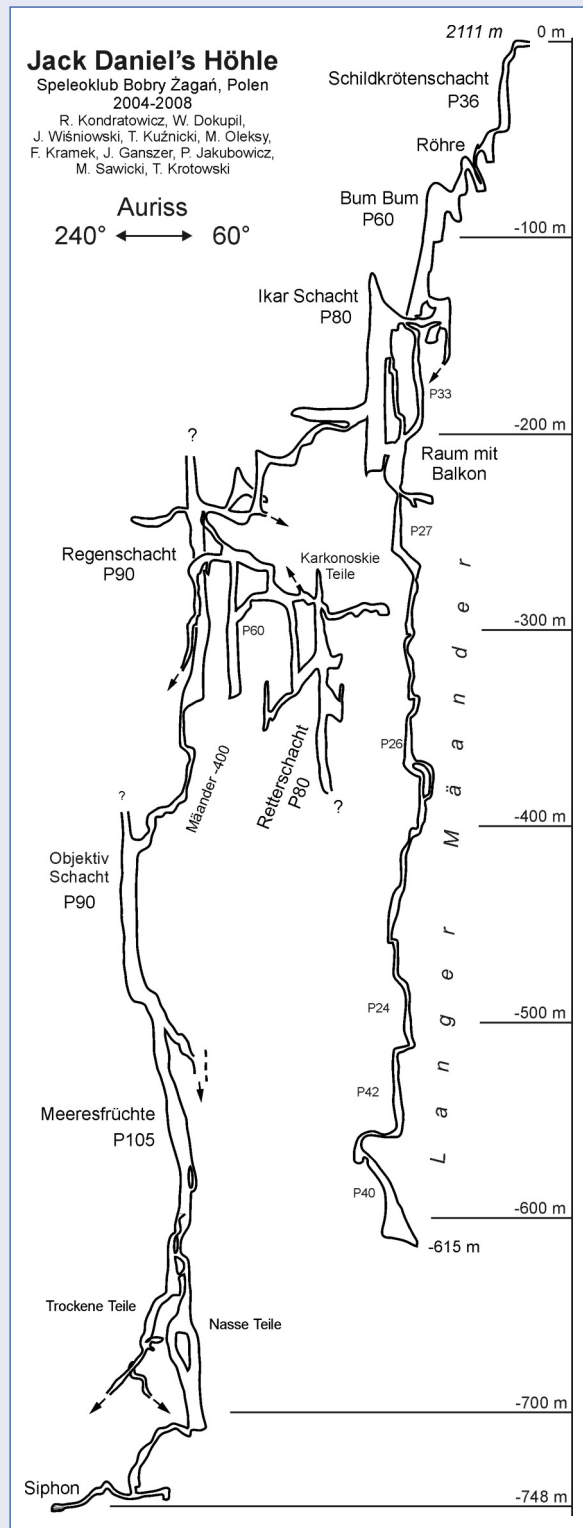 Jack Daniel's Höhle
Speleoklub Bobry Żagań, Polen
2004-2008
R. Kondratowicz, W. Dokupil,
J. Wiśniowski, T. Kuźnicki, M. Oleksy,
F. Kramek, J. Ganszer, P. Jakubowicz,
M. Sawicki, T. Krotowski
Auriss
240° 60°
2111 m
0 m
Schildkrötenschacht
P36
Röhre
Bum Bum
P60
-100 m
Ikar Schacht
P80
P33
-200 m
Raum mit
Balkon
?
P27
Regenschacht
P90
Karkonoskie
Teile
-300 m
P60
P26
Mäander -400
Retterschacht
P80
?
?
-400 m
Objektiv
Schacht
P90
Langer Mäander
P24
-500 m
P42
Meeresfrüchte
P105
P40
-600 m
-615 m
Trockene Teile
Nasse Teile
-700 m
Siphon
-748 m